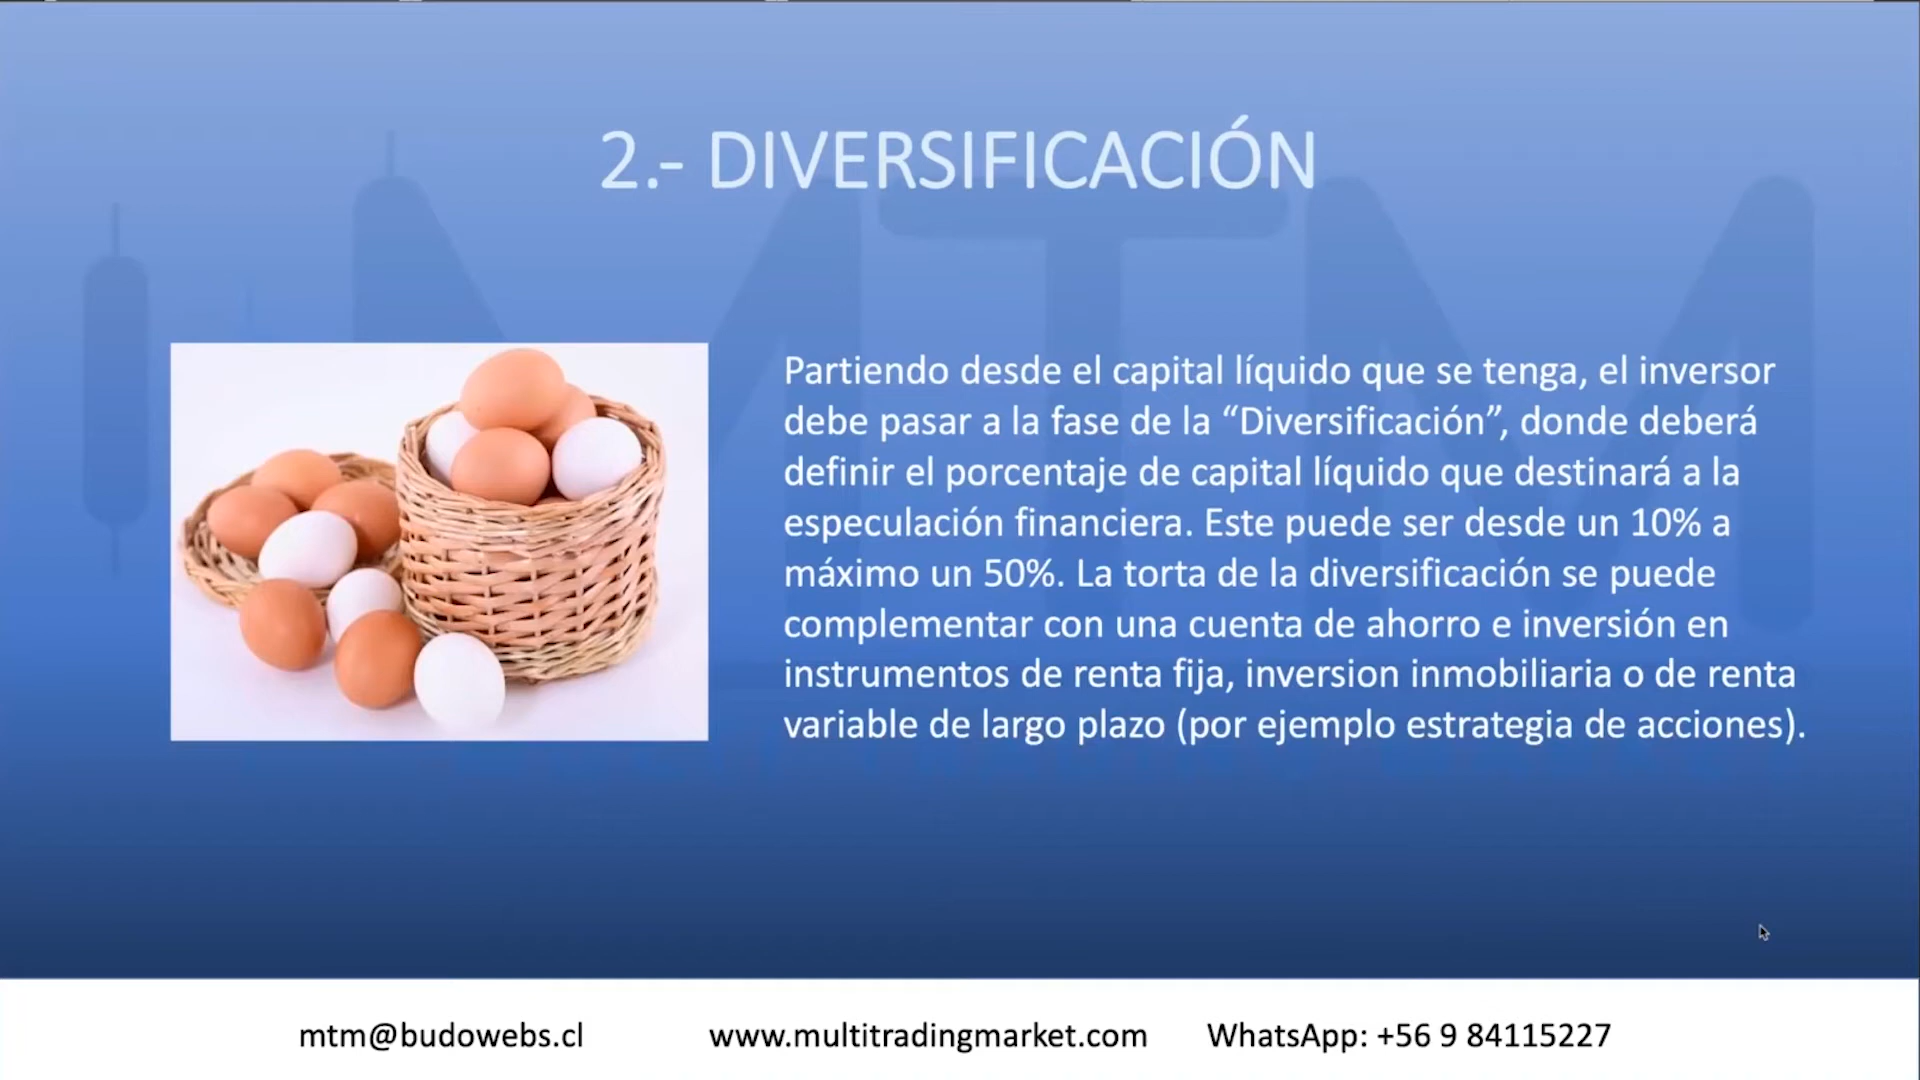 2.- DIVERSIFICACIÓN
Partiendo desde el capital líquido que se tenga, el inversor
debe pasar a la fase de la “Diversificación”, donde deberá
definir el porcentaje de capital líquido que destinará a la
especulación financiera. Este puede ser desde un 10% a
máximo un 50%. La torta de la diversificación se puede
complementar con una cuenta de ahorro e inversión en
instrumentos de renta fija, inversion inmobiliaria o de renta
variable de largo plazo (por ejemplo estrategia de acciones).
MTM
mtm@budowebs.cl www.multitradingmarket.com WhatsApp: +56 9 84115227